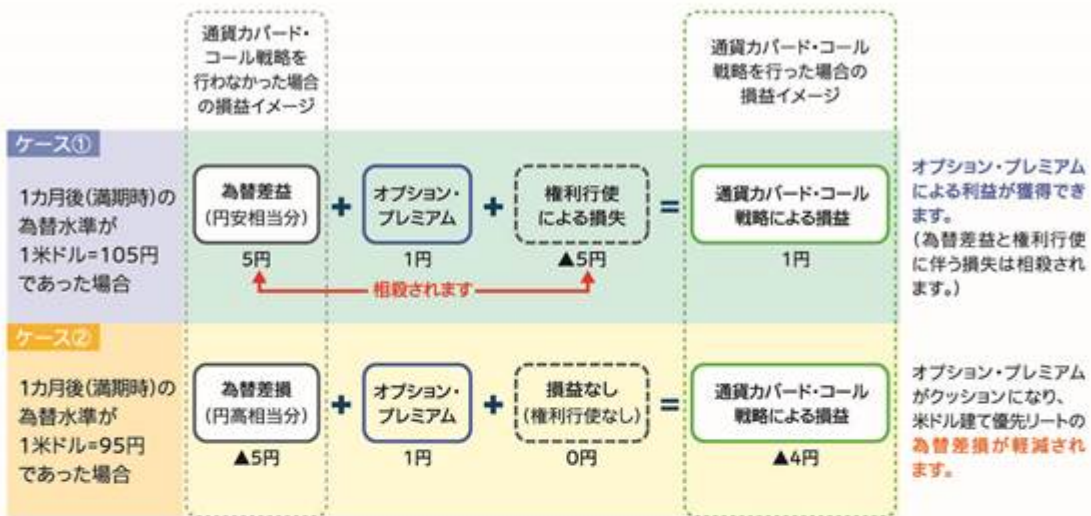 通貨カバード・
コール戦略を
行わなかった場合
の損益イメージ
通貨カバード・コール
戦略を行った場合の
損益イメージ
ケース①
1カ月後(満期時)の
為替水準が
1米ドル=105円
であった場合
為替差益
(円安相当分)
5円
+
オプション・
プレミアム
1円
+
権利行使
による損失
▲5円
=
通貨カバード・コール
戦略による損益
1円
相殺されます
オプション・プレミアム
による利益が獲得でき
ます。
(為替差益と権利行使
に伴う損失は相殺され
ます。)
ケース②
1カ月後(満期時)の
為替水準が
1米ドル=95円
であった場合
為替差損
(円高相当分)
▲5円
+
オプション・
プレミアム
1円
+
損益なし
(権利行使なし)
0円
=
通貨カバード・コール
戦略による損益
▲4円
オプション・プレミアム
がクッションになり、
米ドル建て優先リートの
為替差損が軽減され
ます。